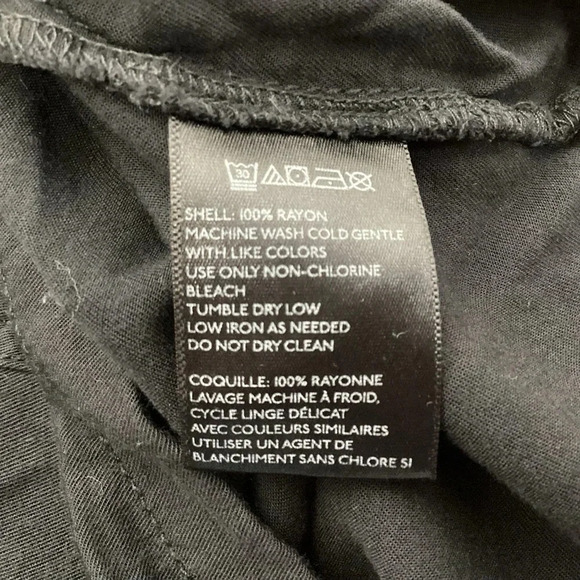 30
SHELL: 100% RAYON
MACHINE WASH COLD GENTLE
WITH LIKE COLORS
USE ONLY NON-CHLORINE
BLEACH
TUMBLE DRY LOW
LOW IRON AS NEEDED
DO NOT DRY CLEAN
COQUILLE: 100% RAYONNE
LAVAGE MACHINE À FROID,
CYCLE LINGE DÉLICAT
AVEC COULEURS SIMILAIRES
UTILISER UN AGENT DE
BLANCHIMENT SANS CHLORE SI